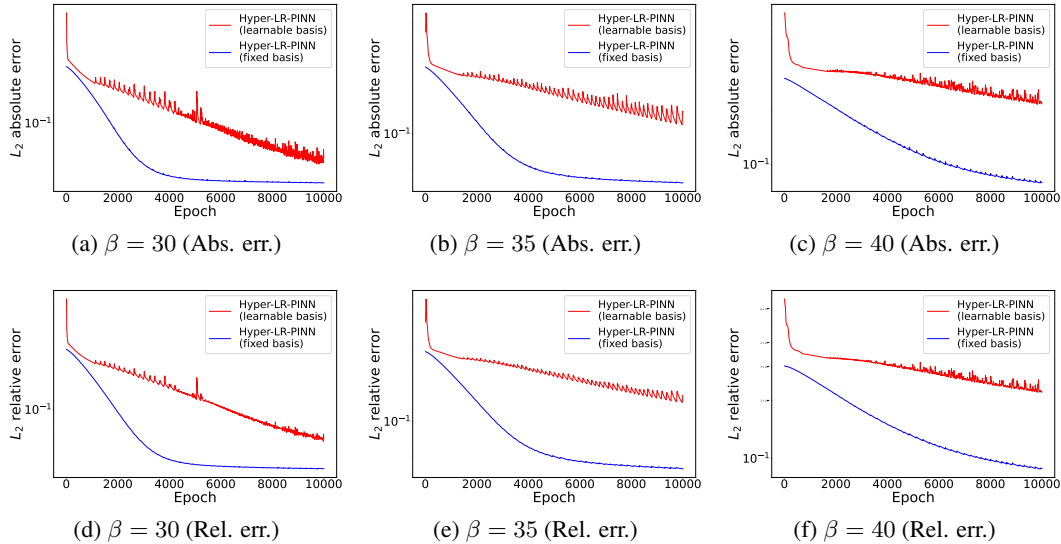 Hyper-LR-PINN
(learnable basis)
Hyper-LR-PINN
(fixed basis)
L₂ absolute error
10⁻¹
0 2000 4000 6000 8000 10000
Epoch
(a) β = 30 (Abs. err.)
Hyper-LR-PINN
(learnable basis)
Hyper-LR-PINN
(fixed basis)
L₂ absolute error
10⁻¹
0 2000 4000 6000 8000 10000
Epoch
(b) β = 35 (Abs. err.)
Hyper-LR-PINN
(learnable basis)
Hyper-LR-PINN
(fixed basis)
L₂ absolute error
10⁻¹
0 2000 4000 6000 8000 10000
Epoch
(c) β = 40 (Abs. err.)
Hyper-LR-PINN
(learnable basis)
Hyper-LR-PINN
(fixed basis)
L₂ relative error
10⁻¹
0 2000 4000 6000 8000 10000
Epoch
(d) β = 30 (Rel. err.)
Hyper-LR-PINN
(learnable basis)
Hyper-LR-PINN
(fixed basis)
L₂ relative error
10⁻¹
0 2000 4000 6000 8000 10000
Epoch
(e) β = 35 (Rel. err.)
Hyper-LR-PINN
(learnable basis)
Hyper-LR-PINN
(fixed basis)
L₂ relative error
10⁻¹
0 2000 4000 6000 8000 10000
Epoch
(f) β = 40 (Rel. err.)